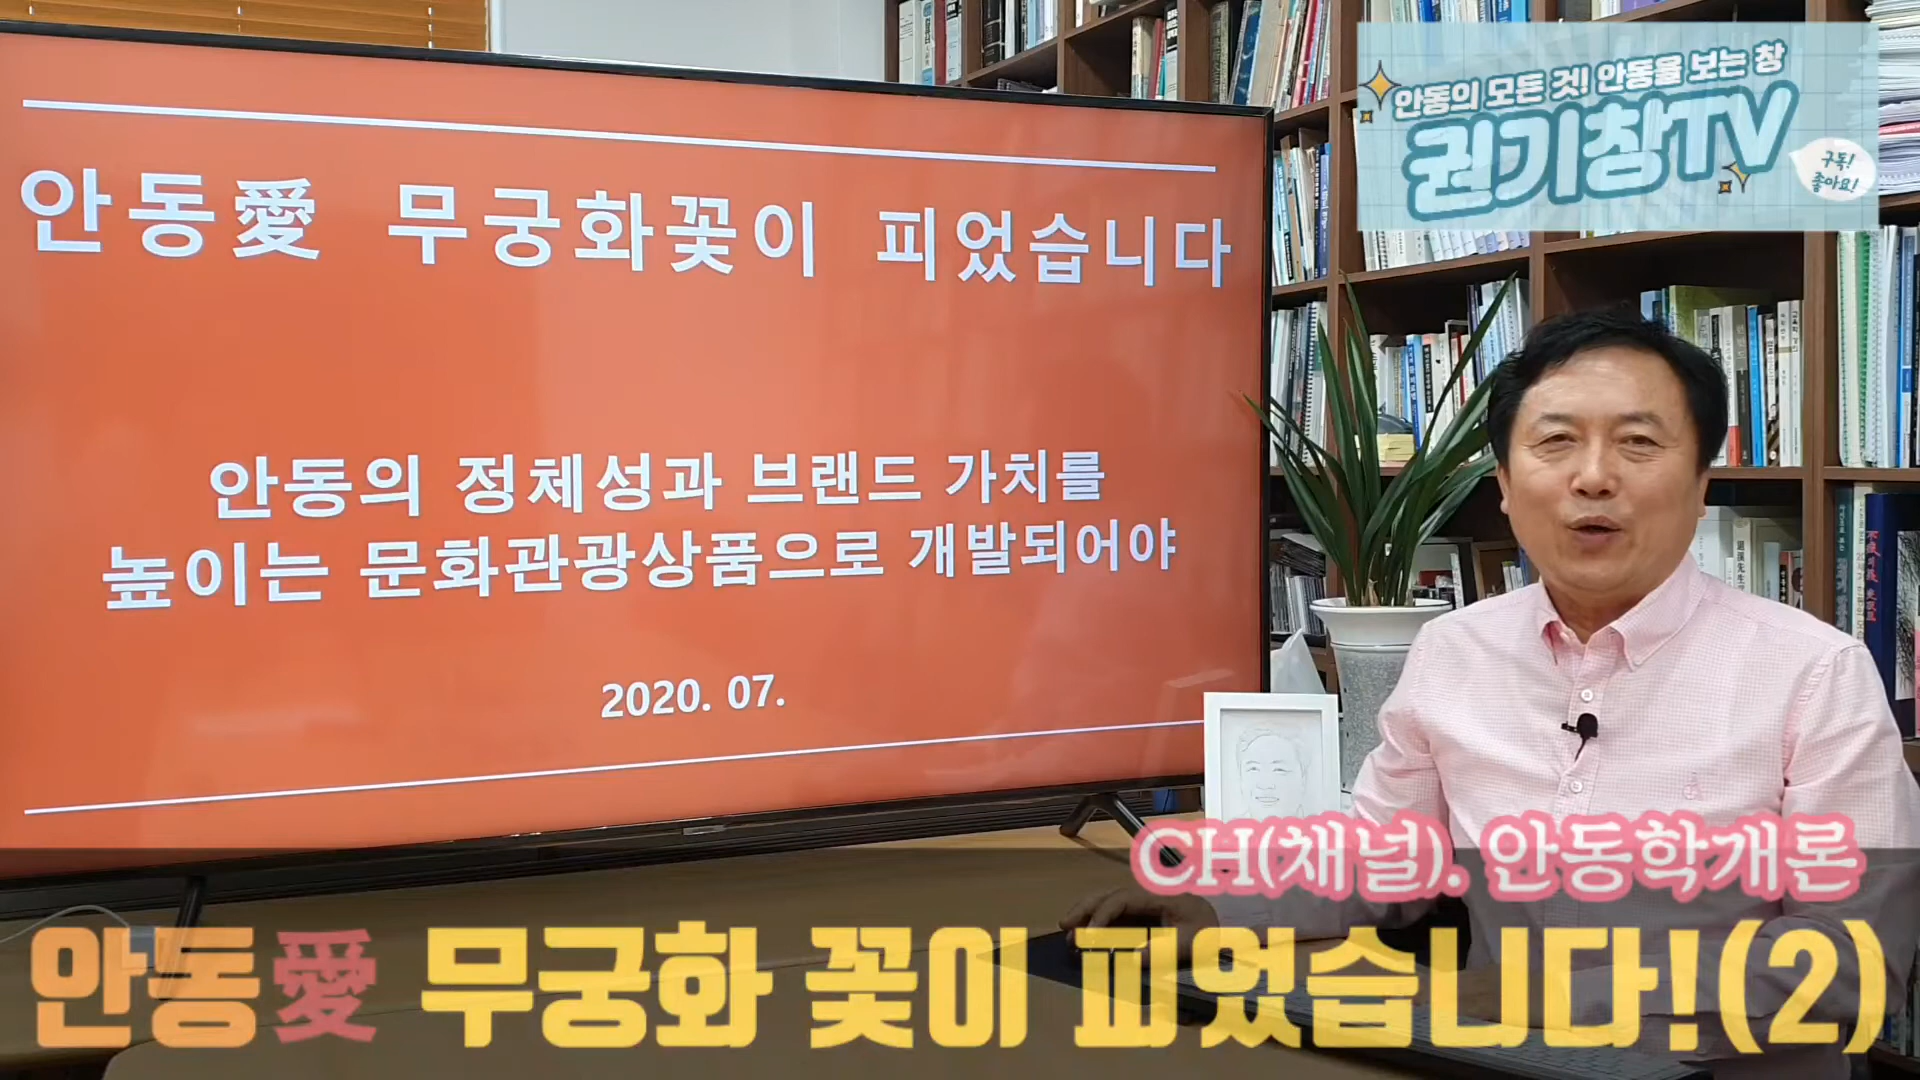 안동의 모든 것! 안동을 보는 창
권기창TV
구독!
좋아요!
안동愛 무궁화꽃이 피었습니다
안동의 정체성과 브랜드 가치를
높이는 문화관광상품으로 개발되어야
2020. 07.
CH(채널). 안동학개론
안동愛 무궁화 꽃이 피었습니다!(2)